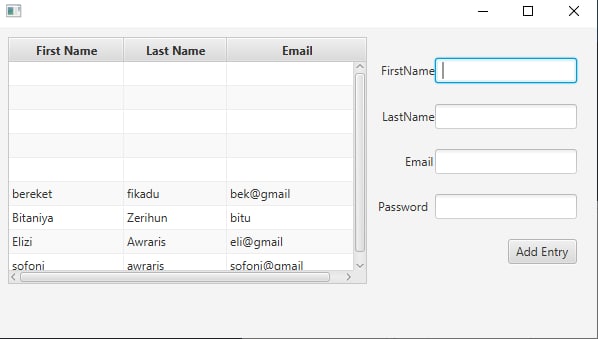 First Name Last Name Email
bereket fikadu bek@gmail
Bitaniya Zerihun bitu
Elizi Awraris eli@gmail
sofoni awraris sofoni@gmail
FirstName
LastName
Email
Password
Add Entry